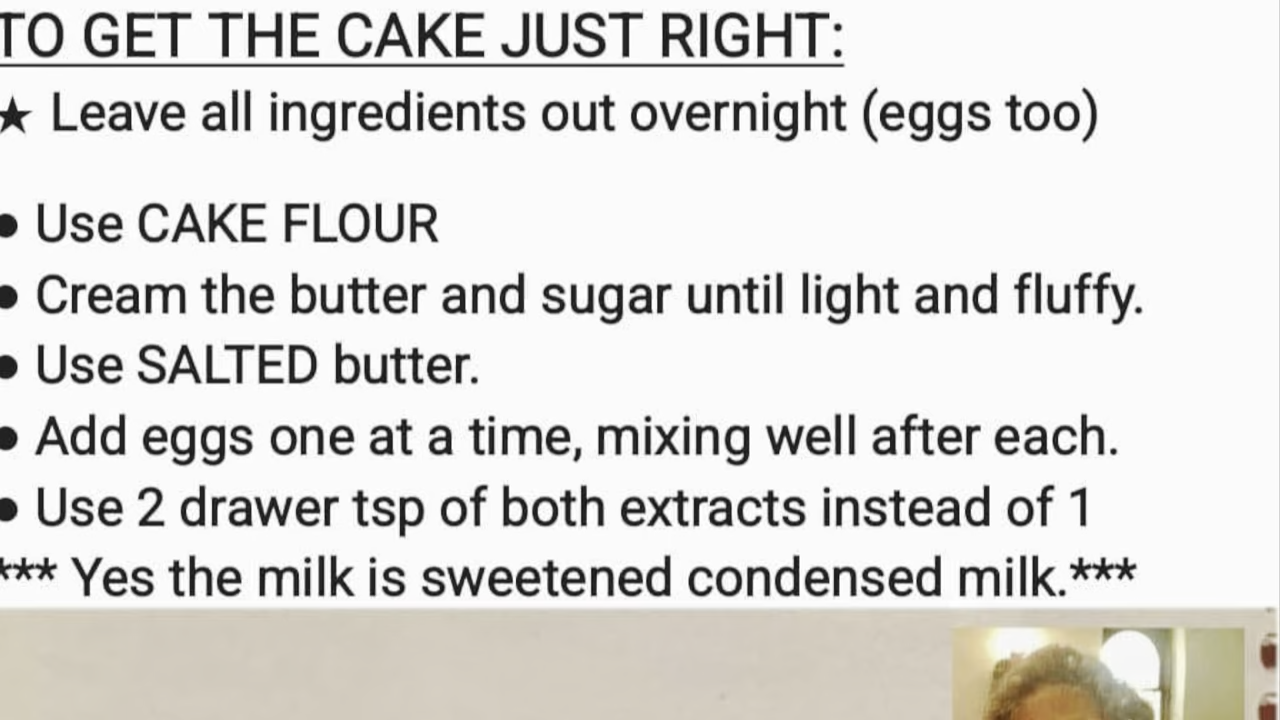 TO GET THE CAKE JUST RIGHT:
★ Leave all ingredients out overnight (eggs too)
• Use CAKE FLOUR
• Cream the butter and sugar until light and fluffy.
• Use SALTED butter.
• Add eggs one at a time, mixing well after each.
• Use 2 drawer tsp of both extracts instead of 1
*** Yes the milk is sweetened condensed milk.***